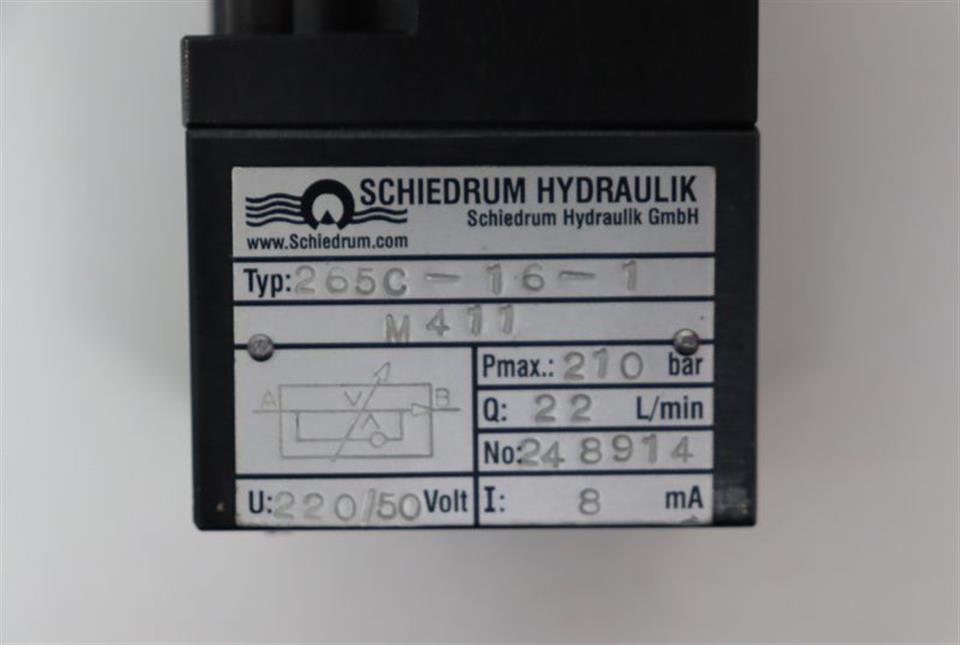 SCHIEDRUM HYDRAULIK
Schiedrum Hydraulik GmbH
www.Schiedrum.com
Typ: 265C - 16 - 1
M411
A V B
Pmax.: 210 bar
Q: 22 L/min
No: 248914
U: 220/50 Volt
I: 8 mA